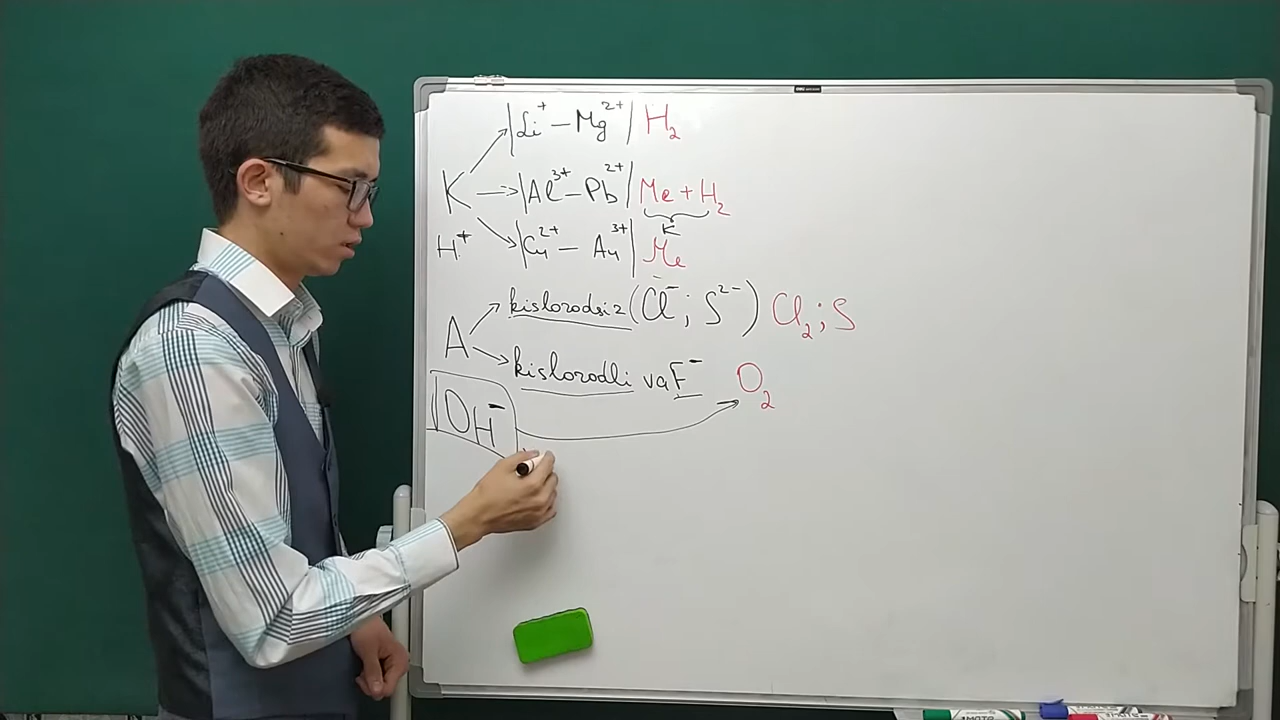 Li⁺ – Mg²⁺ | H₂
K → Al³⁺ – Pb²⁺ | Me + H₂
K
H⁺ Cu²⁺ – Au³⁺ | Me
kislorodsiz (Cl⁻; S²⁻) Cl₂; S
A
kislorodli va F⁻ O₂
OH⁻